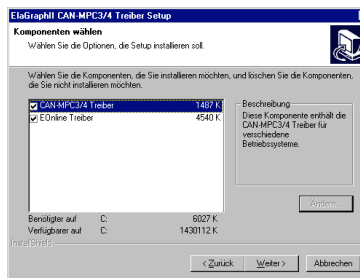 ElaGraphII CAN-MPC3/4 Treiber Setup
Komponenten wählen
Wählen Sie die Optionen, die Setup installieren soll.
Wählen Sie die Komponenten, die Sie installieren möchten, und löschen Sie die Komponenten,
die Sie nicht installieren möchten.
CAN-MPC3/4 Treiber 1487 K
EOnline Treiber 4540 K
Beschreibung
Diese Komponente enthält die
CAN-MPC3/4 Treiber für
verschiedene
Betriebssysteme.
Ändern...
Benötigter auf C: 6027 K
Verfügbarer auf C: 1430112 K
InstallShield
< Zurück Weiter > Abbrechen